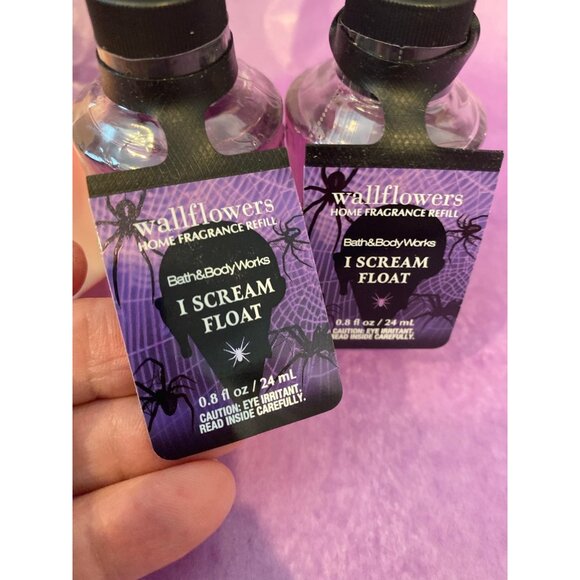 wallflowers
HOME FRAGRANCE REFILL
Bath&BodyWorks
I SCREAM
FLOAT
0.8 fl oz / 24 mL
CAUTION: EYE IRRITANT.
READ INSIDE CAREFULLY.
wallflowers
HOME FRAGRANCE REFILL
Bath&BodyWorks
I SCREAM
FLOAT
0.8 fl oz / 24 mL
CAUTION: EYE IRRITANT.
READ INSIDE CAREFULLY.